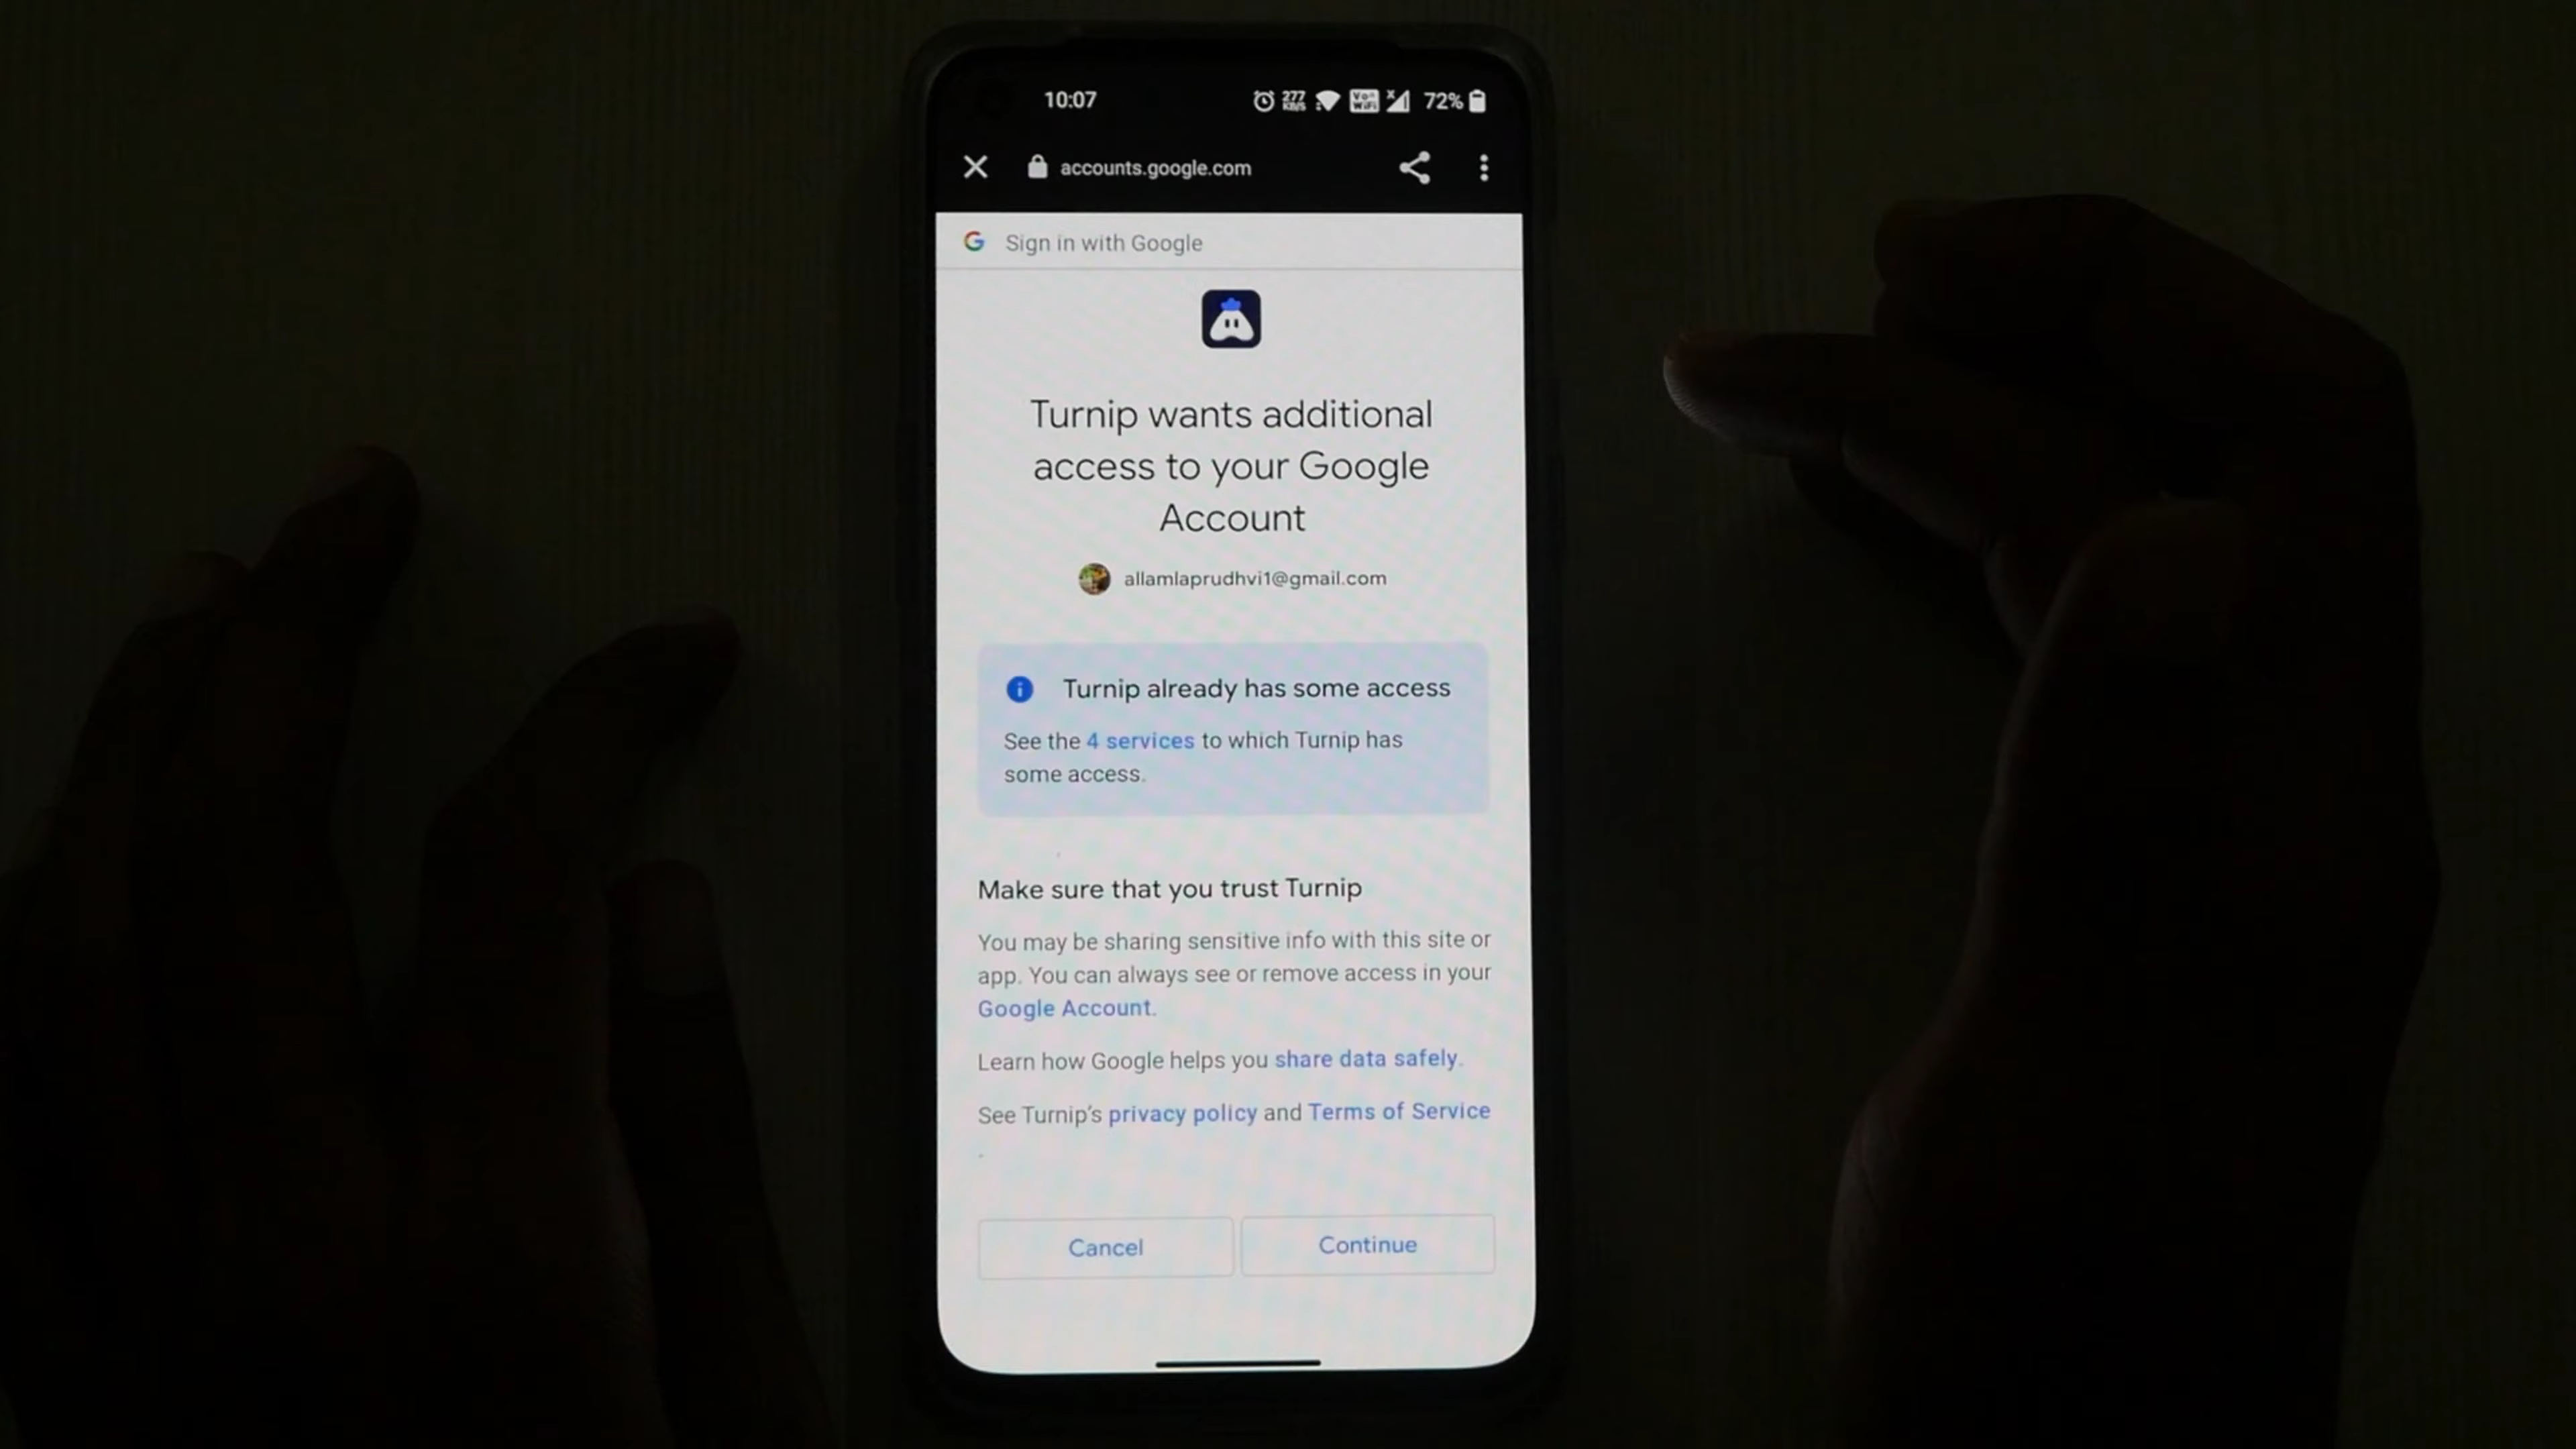 10:07
277
KB/S
Vo
WiFi
X
72%
accounts.google.com
Sign in with Google
Turnip wants additional
access to your Google
Account
allamlaprudhvi1@gmail.com
Turnip already has some access
See the 4 services to which Turnip has
some access.
Make sure that you trust Turnip
You may be sharing sensitive info with this site or
app. You can always see or remove access in your
Google Account.
Learn how Google helps you share data safely.
See Turnip’s privacy policy and Terms of Service
.
Cancel
Continue